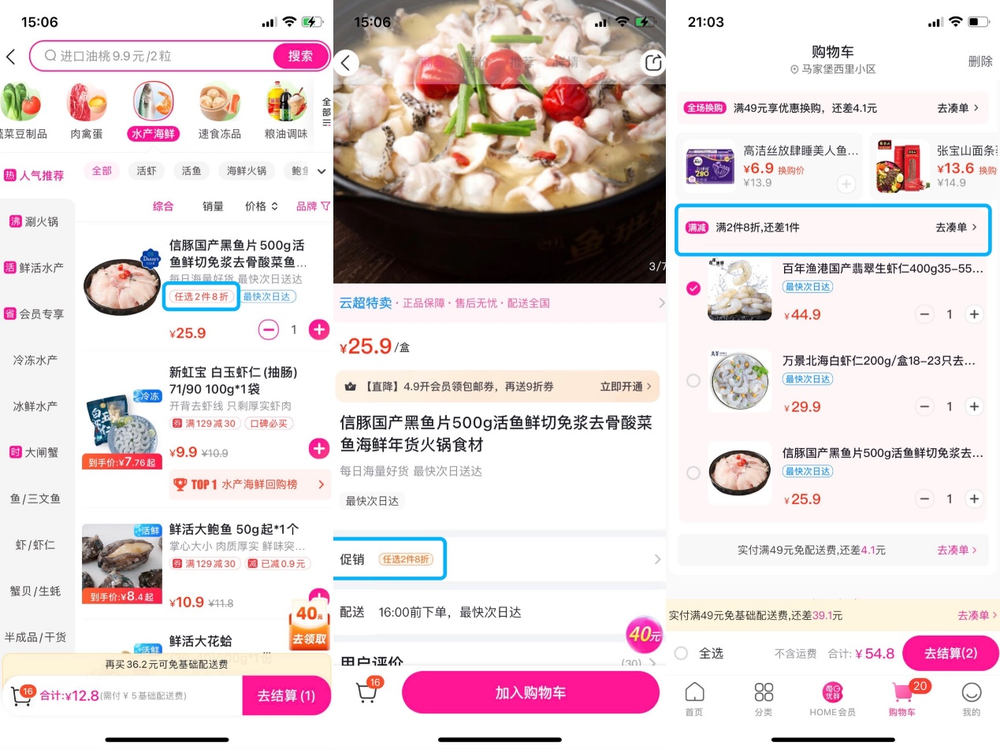 15:06
进口油桃9.9元/2粒
搜索
蔬菜豆制品
肉禽蛋
水产海鲜
速食冻品
粮油调味
全部
热 人气推荐
全部
活虾
活鱼
海鲜火锅
鲍鱼
沸 涮火锅
活 鲜活水产
省 会员专享
冷冻水产
冰鲜水产
时 大闸蟹
鱼/三文鱼
虾/虾仁
蟹贝/生蚝
半成品/干货
综合
销量
价格
品牌
Danny's
信豚国产黑鱼片500g活
鱼鲜切免浆去骨酸菜鱼...
每日海量好货 最快次日送达
任选2件8折
最快次日达
¥25.9
1
冷冻
到手价:¥7.76起
新虹宝 白玉虾仁(抽肠)
71/90 100g*1袋
开背去虾线 只剩厚实虾肉
券 满129减30
口碑必买
¥9.9 ¥10.9
TOP1 水产海鲜回购榜
活鲜
到手价:¥8.4起
鲜活大鲍鱼 50g起*1个
掌心大小 肉质厚实 鲜味突...
券 满129减30
减 已减0.9元
¥10.9 ¥11.8
40元
去领取
鲜活大花蛤
再买36.2元可免基础配送费
16
合计:¥12.8(需付¥5基础配送费)
去结算(1)
15:06
推荐
3/7
云超特卖·正品保障·售后无忧·配送全国
¥25.9/盒
【直降】4.9开会员领包邮券，再送9折券
立即开通
信豚国产黑鱼片500g活鱼鲜切免浆去骨酸菜
鱼海鲜年货火锅食材
每日海量好货 最快次日送达
最快次日达
促销
任选2件8折
配送
16:00前下单，最快次日达
40元
用户评价
(30)
16
加入购物车
21:03
购物车
马家堡西里小区
删除
全场换购
满49元享优惠换购，还差4.1元
去凑单
高洁丝放肆睡美人鱼...
¥6.9 换购价
¥13.9
张宝山面条
¥13.6 换购
¥14.9
满减
满2件8折,还差1件
去凑单
百年渔港国产翡翠生虾仁400g35-55...
最快次日达
¥44.9
1
万景北海白虾仁200g/盒18-23只去...
最快次日达
¥29.9
1
信豚国产黑鱼片500g活鱼鲜切免浆去...
最快次日达
¥25.9
1
实付满49元免配送费,还差4.1元
去凑单
实付满49元免基础配送费,还差39.1元
去凑单
全选
不含运费
合计:¥54.8
去结算(2)
首页
分类
HOME会员
20
购物车
我的